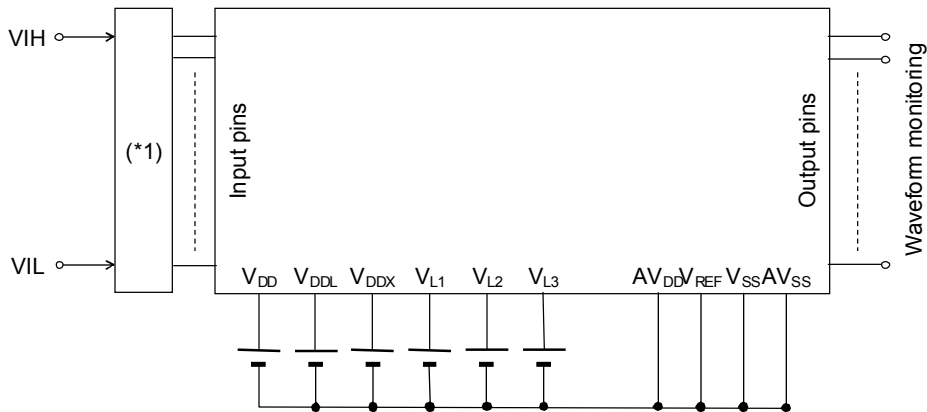 VIH
(*1)
VIL
Input pins
Output pins
Waveform monitoring
VDD VDDL VDDX VL1 VL2 VL3 AVDD VREF VSS AVSS